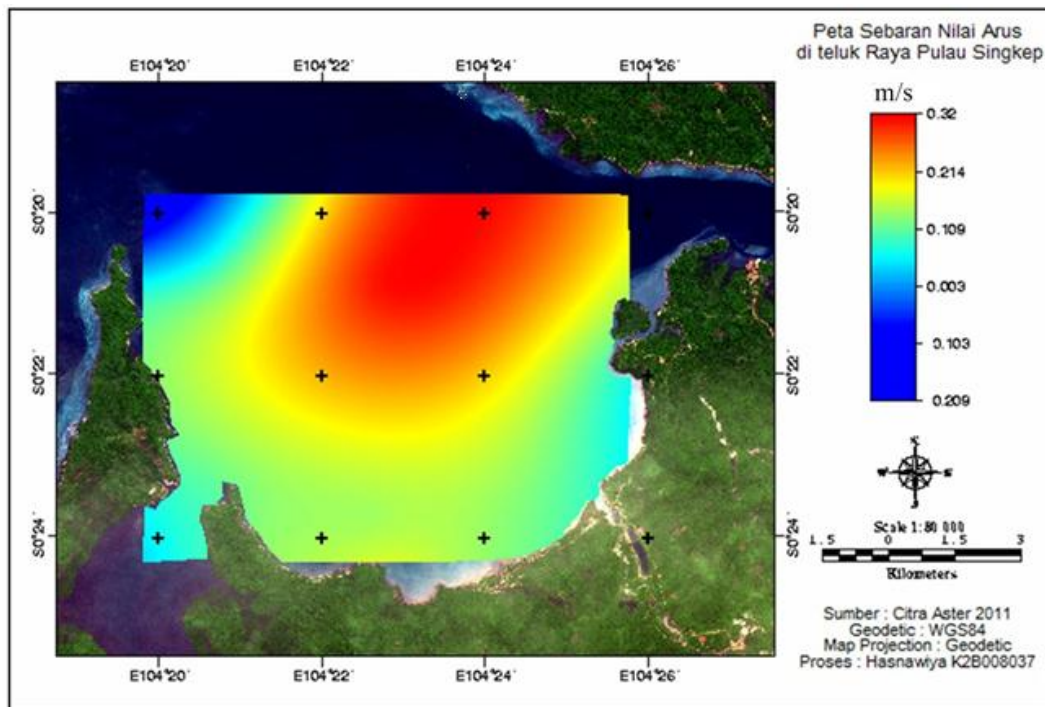 Peta Sebaran Nilai Arus
di teluk Raya Pulau Singkep
m/s
0.32
0.214
0.109
0.003
0.103
0.209
E104°20´ E104°22´ E104°24´ E104°26´
S0°20´ S0°20´
S0°22´ S0°22´
S0°24´ S0°24´
E104°20´ E104°22´ E104°24´ E104°26´
Scale 1:80 000
1.5 0 1.5 3
Kilometers
Sumber : Citra Aster 2011
Geodetic : WGS84
Map Projection : Geodetic
Proses : Hasnawiya K2B008037